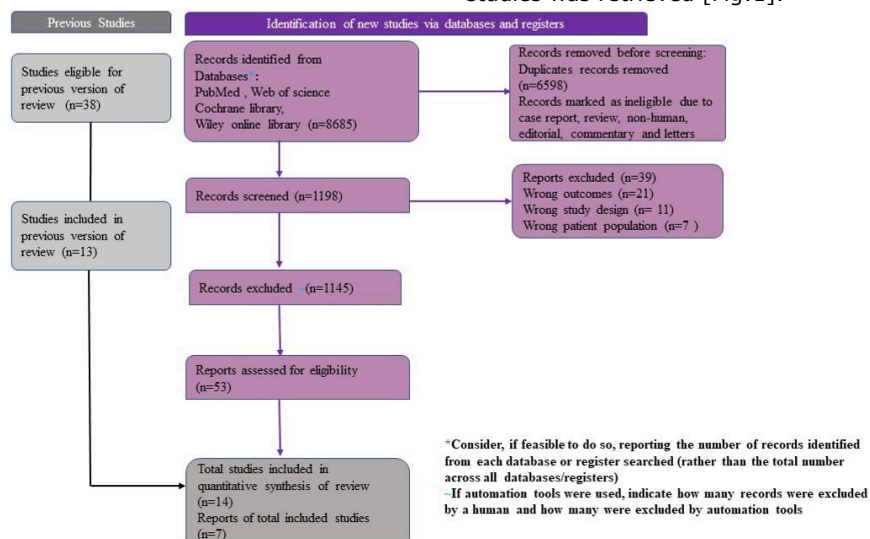 studies was retrieved [Fig.1].
Previous Studies
Identification of new studies via databases and registers
Studies eligible for
previous version of
review (n=38)
Records identified from
Databases*:
PubMed , Web of science
Cochrane library,
Wiley online library (n=8685)
Records removed before screening:
Duplicates records removed
(n=6598)
Records marked as ineligible due to
case report, review, non-human,
editorial, commentary and letters
Records screened (n=1198)
Reports excluded (n=39)
Wrong outcomes (n=21)
Wrong study design (n= 11)
Wrong patient population (n=7 )
Studies included in
previous version of
review (n=13)
Records excluded ~(n=1145)
Reports assessed for eligibility
(n=53)
Total studies included in
quantitative synthesis of review
(n=14)
Reports of total included studies
(n=7)
*Consider, if feasible to do so, reporting the number of records identified
from each database or register searched (rather than the total number
across all databases/registers)
~If automation tools were used, indicate how many records were excluded
by a human and how many were excluded by automation tools